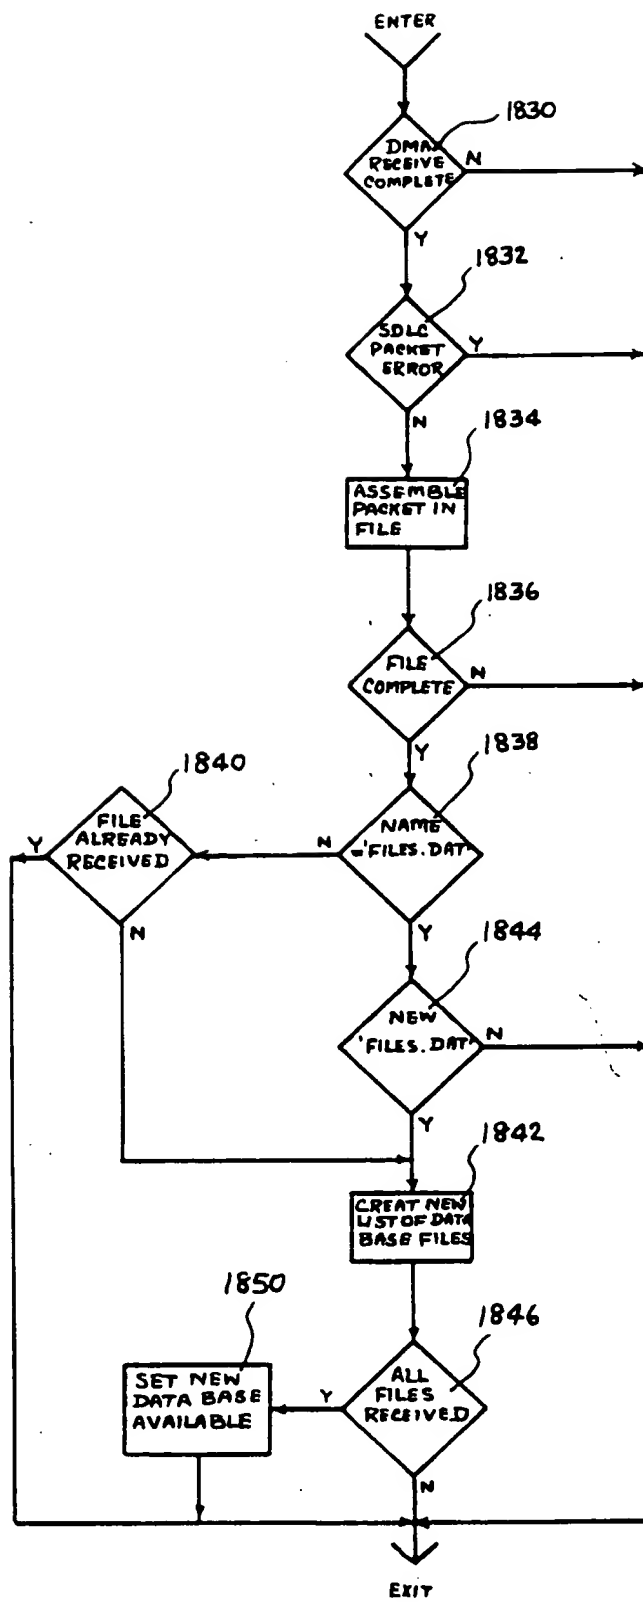 ENTER
1830
DMA
RECEIVE
COMPLETE
N
Y
1832
SDLC
PACKET
ERROR
Y
N
1834
ASSEMBLE
PACKET IN
FILE
1836
FILE
COMPLETE
N
Y
1838
NAME
='FILES.DAT'
N
Y
1840
FILE
ALREADY
RECEIVED
Y
N
1844
NEW
'FILES.DAT'
N
Y
1842
CREAT NEW
LIST OF DATA
BASE FILES
1846
ALL
FILES
RECEIVED
Y
N
1850
SET NEW
DATA BASE
AVAILABLE
EXIT